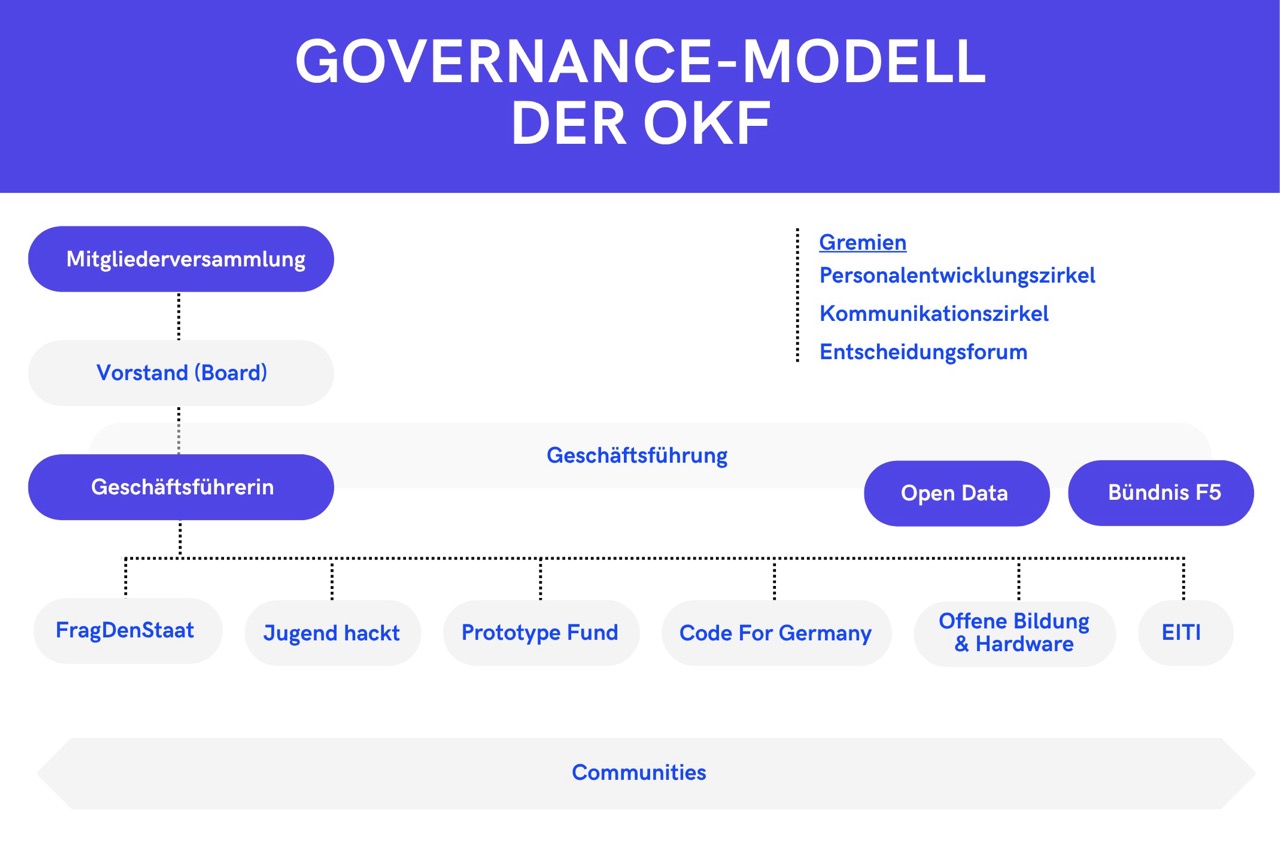 GOVERNANCE-MODELL
DER OKF
Mitgliederversammlung
Gremien
Personalentwicklungszirkel
Kommunikationszirkel
Entscheidungsforum
Vorstand (Board)
Geschäftsführung
Geschäftsführerin
Open Data
Bündnis F5
FragDenStaat
Jugend hackt
Prototype Fund
Code For Germany
Offene Bildung
& Hardware
EITI
Communities